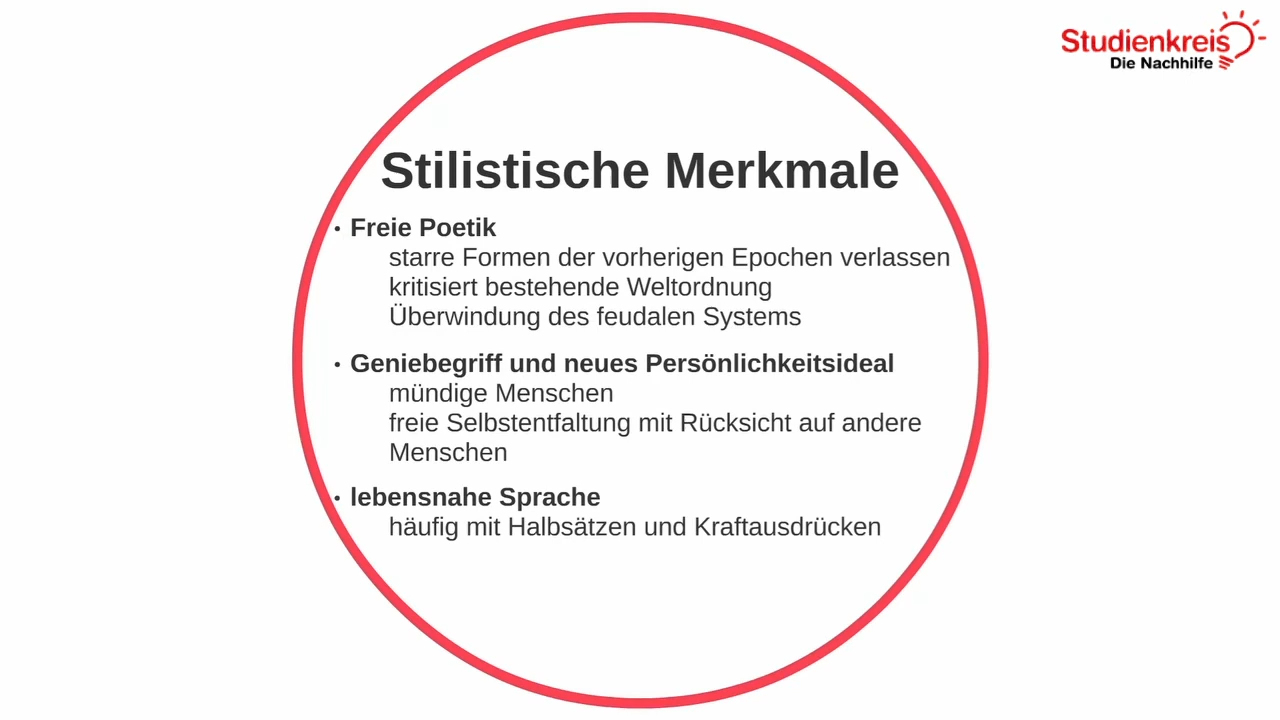 Studienkreis
Die Nachhilfe
Stilistische Merkmale
• Freie Poetik
starre Formen der vorherigen Epochen verlassen
kritisiert bestehende Weltordnung
Überwindung des feudalen Systems
• Geniebegriff und neues Persönlichkeitsideal
mündige Menschen
freie Selbstentfaltung mit Rücksicht auf andere
Menschen
• lebensnahe Sprache
häufig mit Halbsätzen und Kraftausdrücken